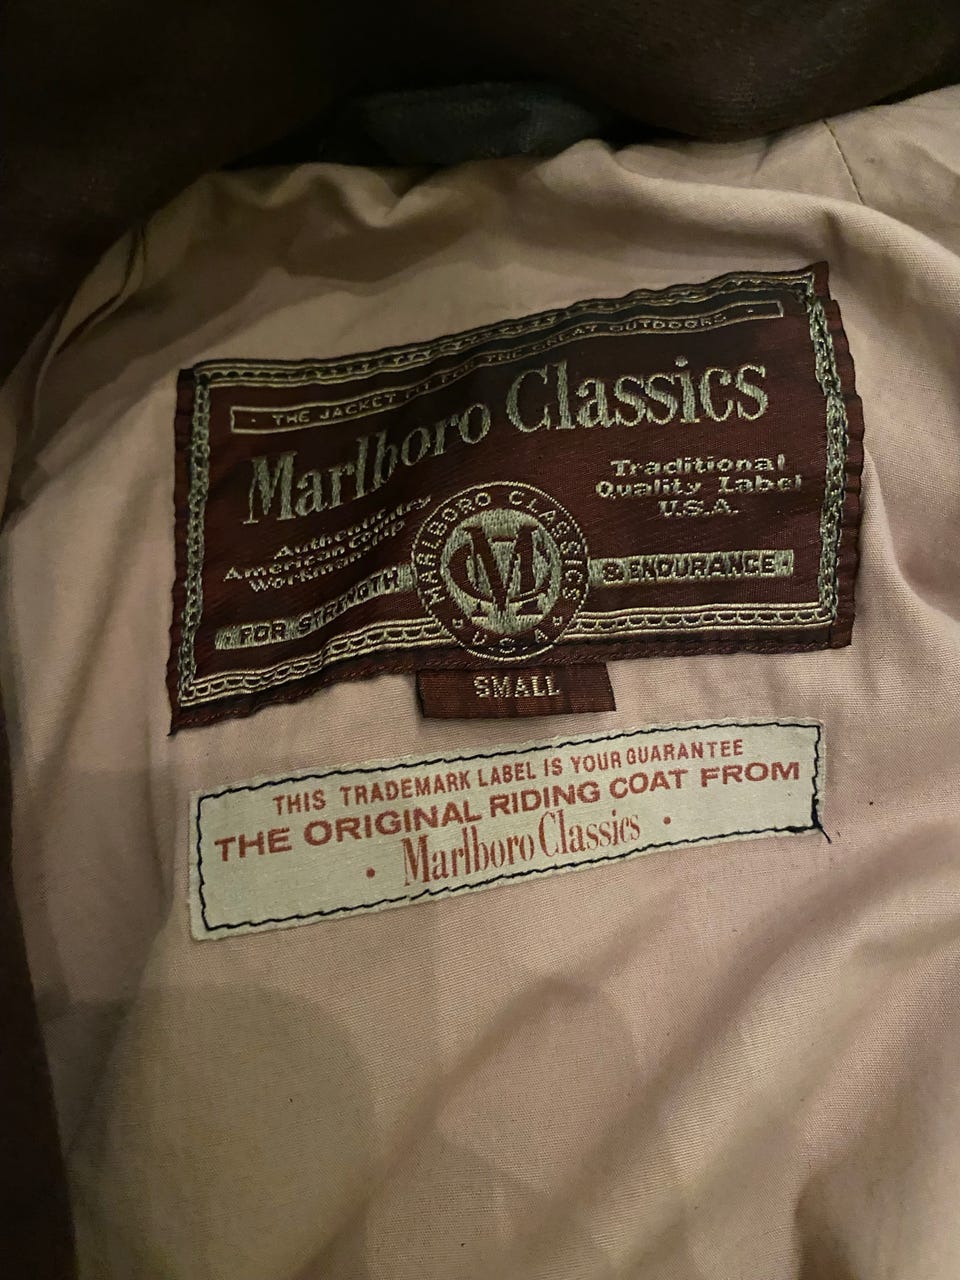 THE JACKET FIT FOR THE GREAT OUTDOORS
Marlboro Classics
Authentic
American Country
Workmanship
Traditional
Quality Label
U.S.A.
MARLBORO CLASSICS
M
U.S.A
FOR STRENGTH & ENDURANCE
SMALL
THIS TRADEMARK LABEL IS YOUR GUARANTEE
THE ORIGINAL RIDING COAT FROM
• Marlboro Classics •